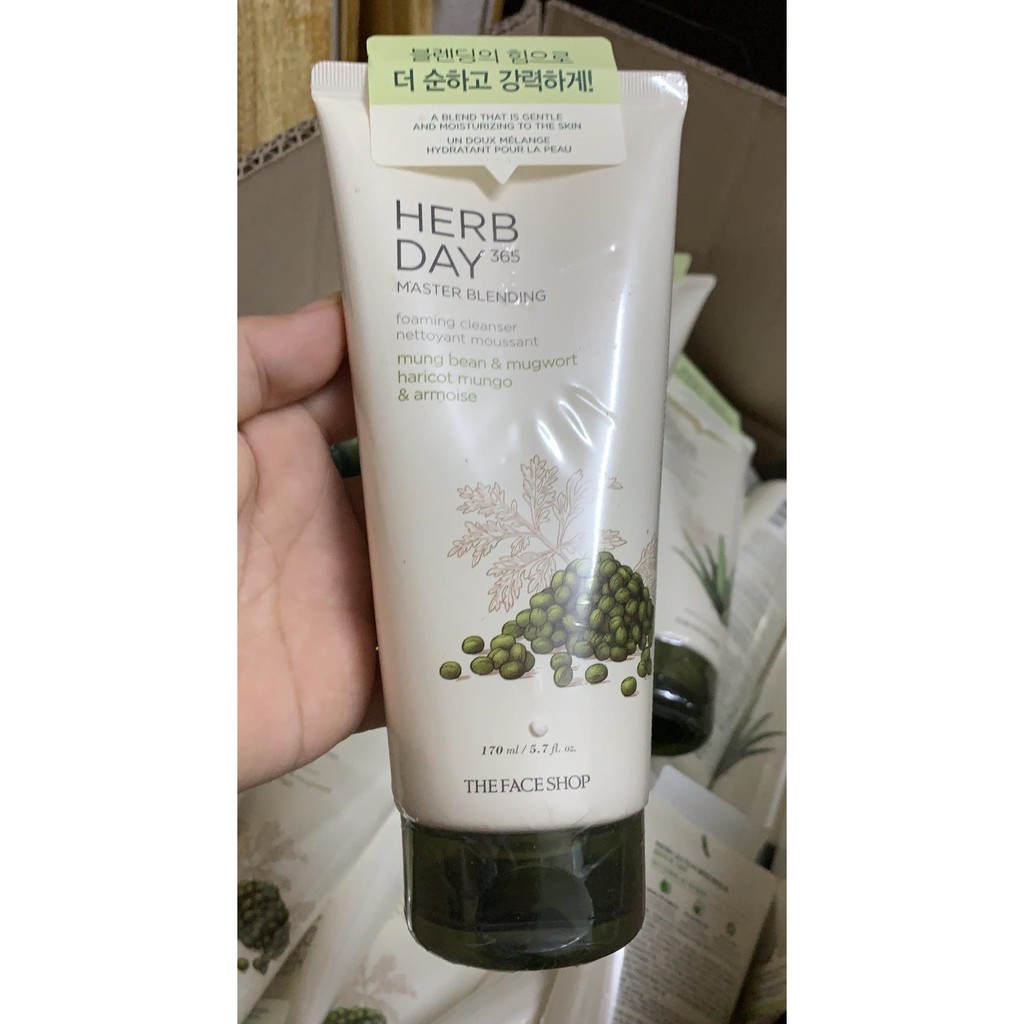 블렌딩의 힘으로
더 순하고 강력하게!
A BLEND THAT IS GENTLE
AND MOISTURIZING TO THE SKIN
UN DOUX MÉLANGE
HYDRATANT POUR LA PEAU
HERB
DAY 365
MASTER BLENDING
foaming cleanser
nettoyant moussant
mung bean & mugwort
haricot mungo
& armoise
170 ml / 5.7 fl. oz.
THE FACE SHOP